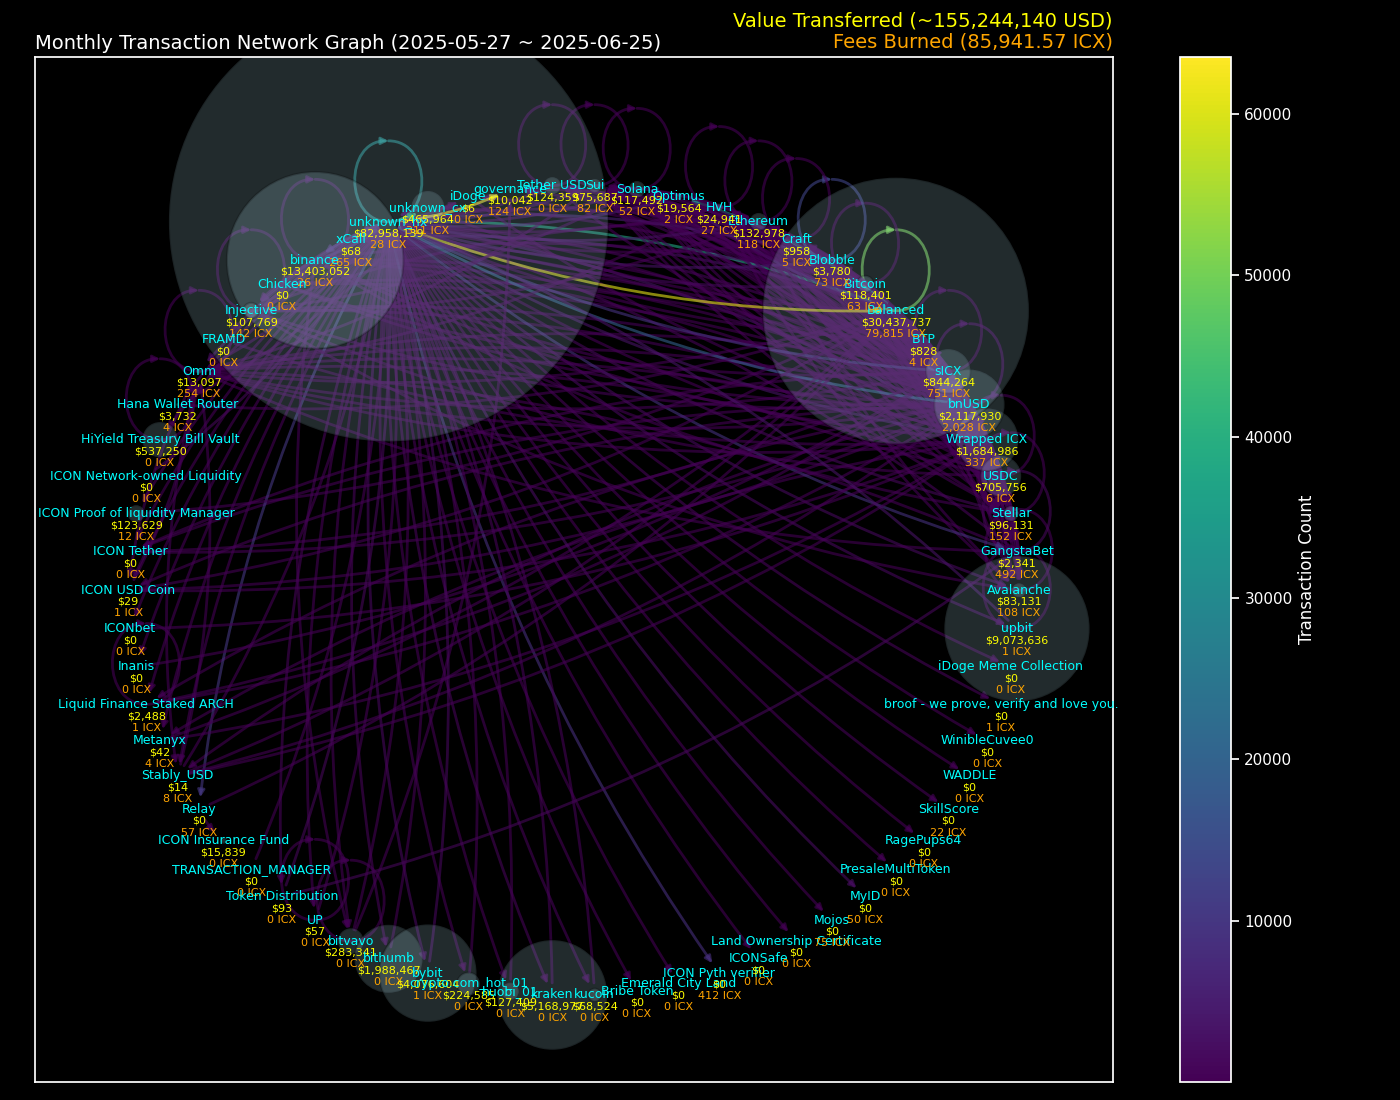 Value Transferred (~155,244,140 USD)
Monthly Transaction Network Graph (2025-05-27 ~ 2025-06-25)
Fees Burned (85,941.57 ICX)
governance
$10,042
124 ICX
Tether USD
$124,359
0 ICX
Sui
$75,687
82 ICX
Solana
$117,492
52 ICX
Optimus
$19,564
2 ICX
HVH
$24,941
27 ICX
Ethereum
$132,978
118 ICX
Craft
$958
5 ICX
Blobble
$3,780
73 ICX
Bitcoin
$118,401
63 ICX
Balanced
$30,437,737
79,815 ICX
BTP
$828
4 ICX
sICX
$844,264
751 ICX
bnUSD
$2,117,930
2,028 ICX
Wrapped ICX
$1,684,986
337 ICX
USDC
$705,756
6 ICX
Stellar
$96,131
152 ICX
GangstaBet
$2,341
492 ICX
Avalanche
$83,131
108 ICX
upbit
$9,073,636
1 ICX
iDoge Meme Collection
$0
0 ICX
broof - we prove, verify and love you.
$0
1 ICX
WinibleCuvee0
$0
0 ICX
WADDLE
$0
0 ICX
SkillScore
$0
22 ICX
RagePups64
$0
0 ICX
PresaleMultiToken
$0
0 ICX
MyID
$0
50 ICX
Mojos
$0
Land Ownership Certificate
$0
0 ICX
ICONSafe
$0
0 ICX
ICON Pyth verifier
$0
412 ICX
Emerald City Land
$0
0 ICX
Bribe Token
$0
0 ICX
kucoin
$68,524
0 ICX
kraken
0 ICX
huobi_01
$127,409
0 ICX
com_hot_01
0 ICX
bybit
$4,076,604
1 ICX
bithumb
$1,988,467
0 ICX
bitvavo
$283,341
0 ICX
UP
$57
0 ICX
Token Distribution
$93
0 ICX
TRANSACTION_MANAGER
$0
0 ICX
ICON Insurance Fund
$15,839
0 ICX
Relay
$0
57 ICX
Stably_USD
$14
8 ICX
Metanyx
$42
4 ICX
Liquid Finance Staked ARCH
$2,488
1 ICX
Inanis
$0
0 ICX
ICONbet
$0
0 ICX
ICON USD Coin
$29
1 ICX
ICON Tether
$0
0 ICX
ICON Proof of liquidity Manager
$123,629
12 ICX
ICON Network-owned Liquidity
$0
0 ICX
HiYield Treasury Bill Vault
$537,250
0 ICX
Hana Wallet Router
$3,732
4 ICX
Omm
$13,097
254 ICX
FRAMD
$0
0 ICX
Injective
$107,769
142 ICX
Chicken
$0
0 ICX
binance
$13,403,052
26 ICX
xCall
$68
unknown
$82,958,139
28 ICX
unknown
$465,964
iDoge
$6
0 ICX
60000
50000
40000
30000
20000
10000
Transaction Count